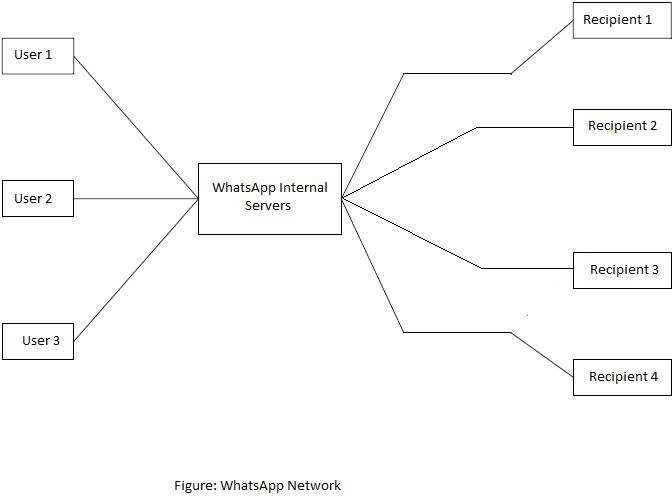 User 1
User 2
User 3
WhatsApp Internal
Servers
Recipient 1
Recipient 2
Recipient 3
Recipient 4
Figure: WhatsApp Network